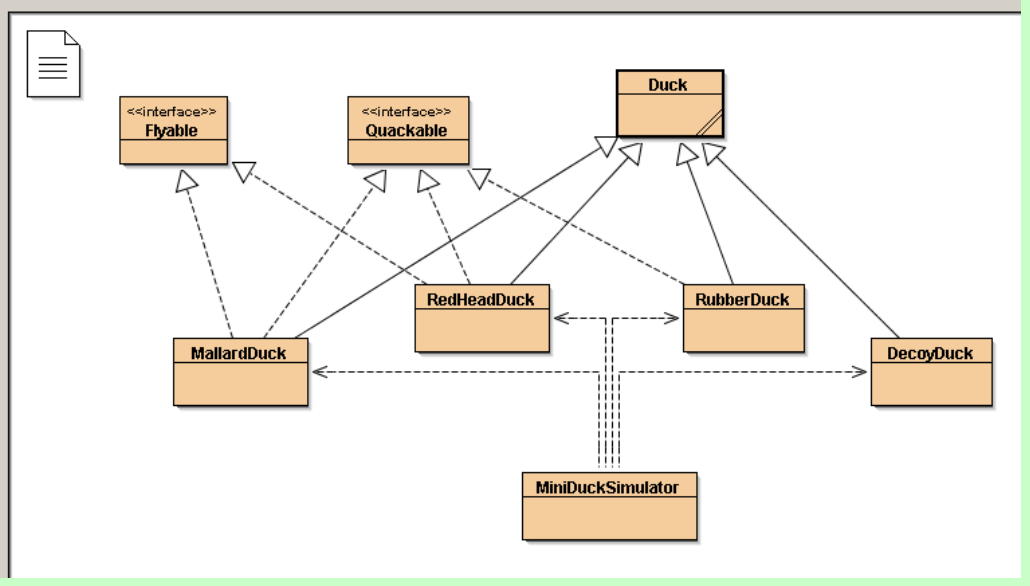 Duck
<<interface>>
Flyable
<<interface>>
Quackable
RedHeadDuck
RubberDuck
MallardDuck
DecoyDuck
MiniDuckSimulator